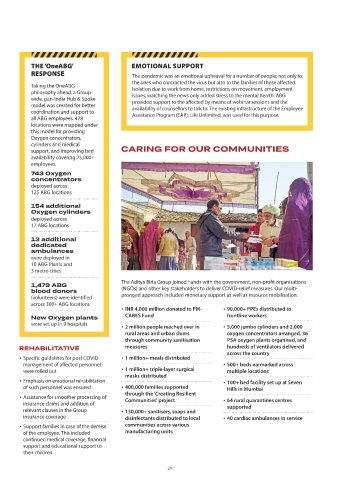 THE 'OneABG'
RESPONSE
Taking the OneABG
philosophy ahead, a Group-
wide, pan-India Hub & Spoke
model was created for better
coordination and support to
all ABG employees. 478
locations were mapped under
this model for providing
Oxygen concentrators,
cylinders and medical
support, and improving bed
availability covering 75,000+
employees.
743 Oxygen
concentrators
deployed across
125 ABG locations
154 additional
Oxygen cylinders
deployed across
17 ABG locations
13 additional
dedicated
ambulances
were deployed in
10 ABG Plants and
3 metro cities
1,479 ABG
blood donors
(volunteers) were identified
across 300+ ABG locations
New Oxygen plants
were set up in 9 hospitals
REHABILITATIVE
• Specific guidelines for post COVID
management of affected personnel
were rolled out
• Emphasis on emotional rehabilitation
of such personnel was ensured
• Assistance for smoother processing of
insurance claims and addition of
relevant clauses in the Group
insurance coverage
• Support families in case of the demise
of the employee. This included
continued medical coverage, financial
support and educational support to
their children
EMOTIONAL SUPPORT
The pandemic was an emotional upheaval for a number of people; not only to
the ones who contracted the virus but also to the families of those affected.
Isolation due to work from home, restrictions on movement, employment
issues, watching the news only added stress to the mental health. ABG
provided support to the affected by means of webinar sessions and the
availability of counsellors to talk to. The existing infrastructure of the Employee
Assistance Program (EAP), Life Unlimited, was used for this purpose.
CARING FOR OUR COMMUNITIES
The Aditya Birla Group joined hands with the government, non-profit organisations
(NGOs) and other key stakeholders to deliver COVID-relief measures. Our multi-
pronged approach included monetary support as well as resource mobilisation:
• INR 4,000 million donated to PM-
CARES Fund
• 2 million people reached over in
rural areas and urban slums
through community sanitisation
measures
• 1 million+ meals distributed
• 1 million+ triple-layer surgical
masks distributed
• 400,000 families supported
through the 'Creating Resilient
Communities' project
• 130,000+ sanitisers, soaps and
disinfectants distributed to local
communities across various
manufacturing units
• 90,000+ PPEs distributed to
frontline workers
• 5,000 jumbo cylinders and 2,000
oxygen concentrators arranged, 36
PSA oxygen plants organised, and
hundreds of ventilators delivered
across the country
• 500+ beds earmarked across
multiple locations
• 100+ bed facility set up at Seven
Hills in Mumbai
• 64 rural quarantines centres
supported
• 40 cardiac ambulances in service